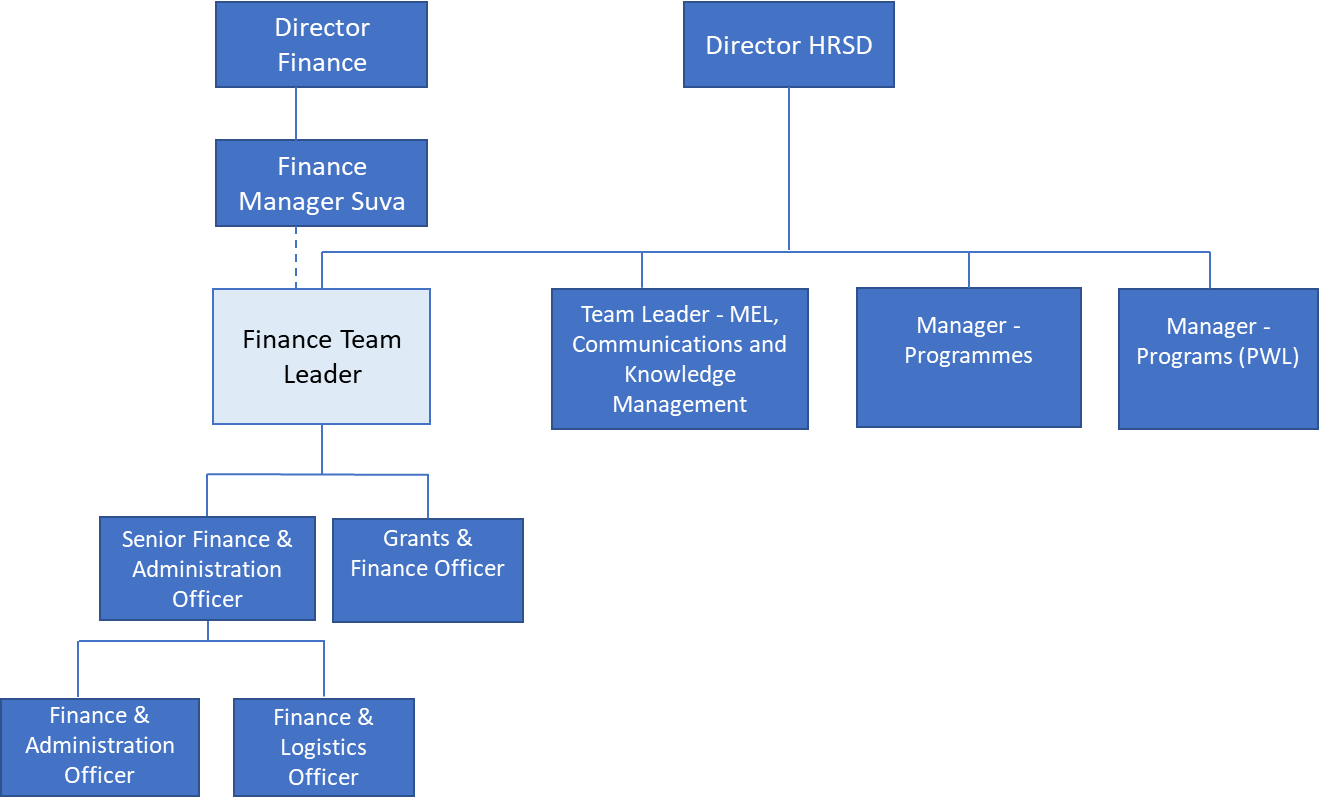 Director
Finance
Director HRSD
Finance
Manager Suva
Finance Team
Leader
Team Leader - MEL,
Communications and
Knowledge
Management
Manager -
Programmes
Manager -
Programs (PWL)
Senior Finance &
Administration
Officer
Grants &
Finance Officer
Finance &
Administration
Officer
Finance &
Logistics
Officer